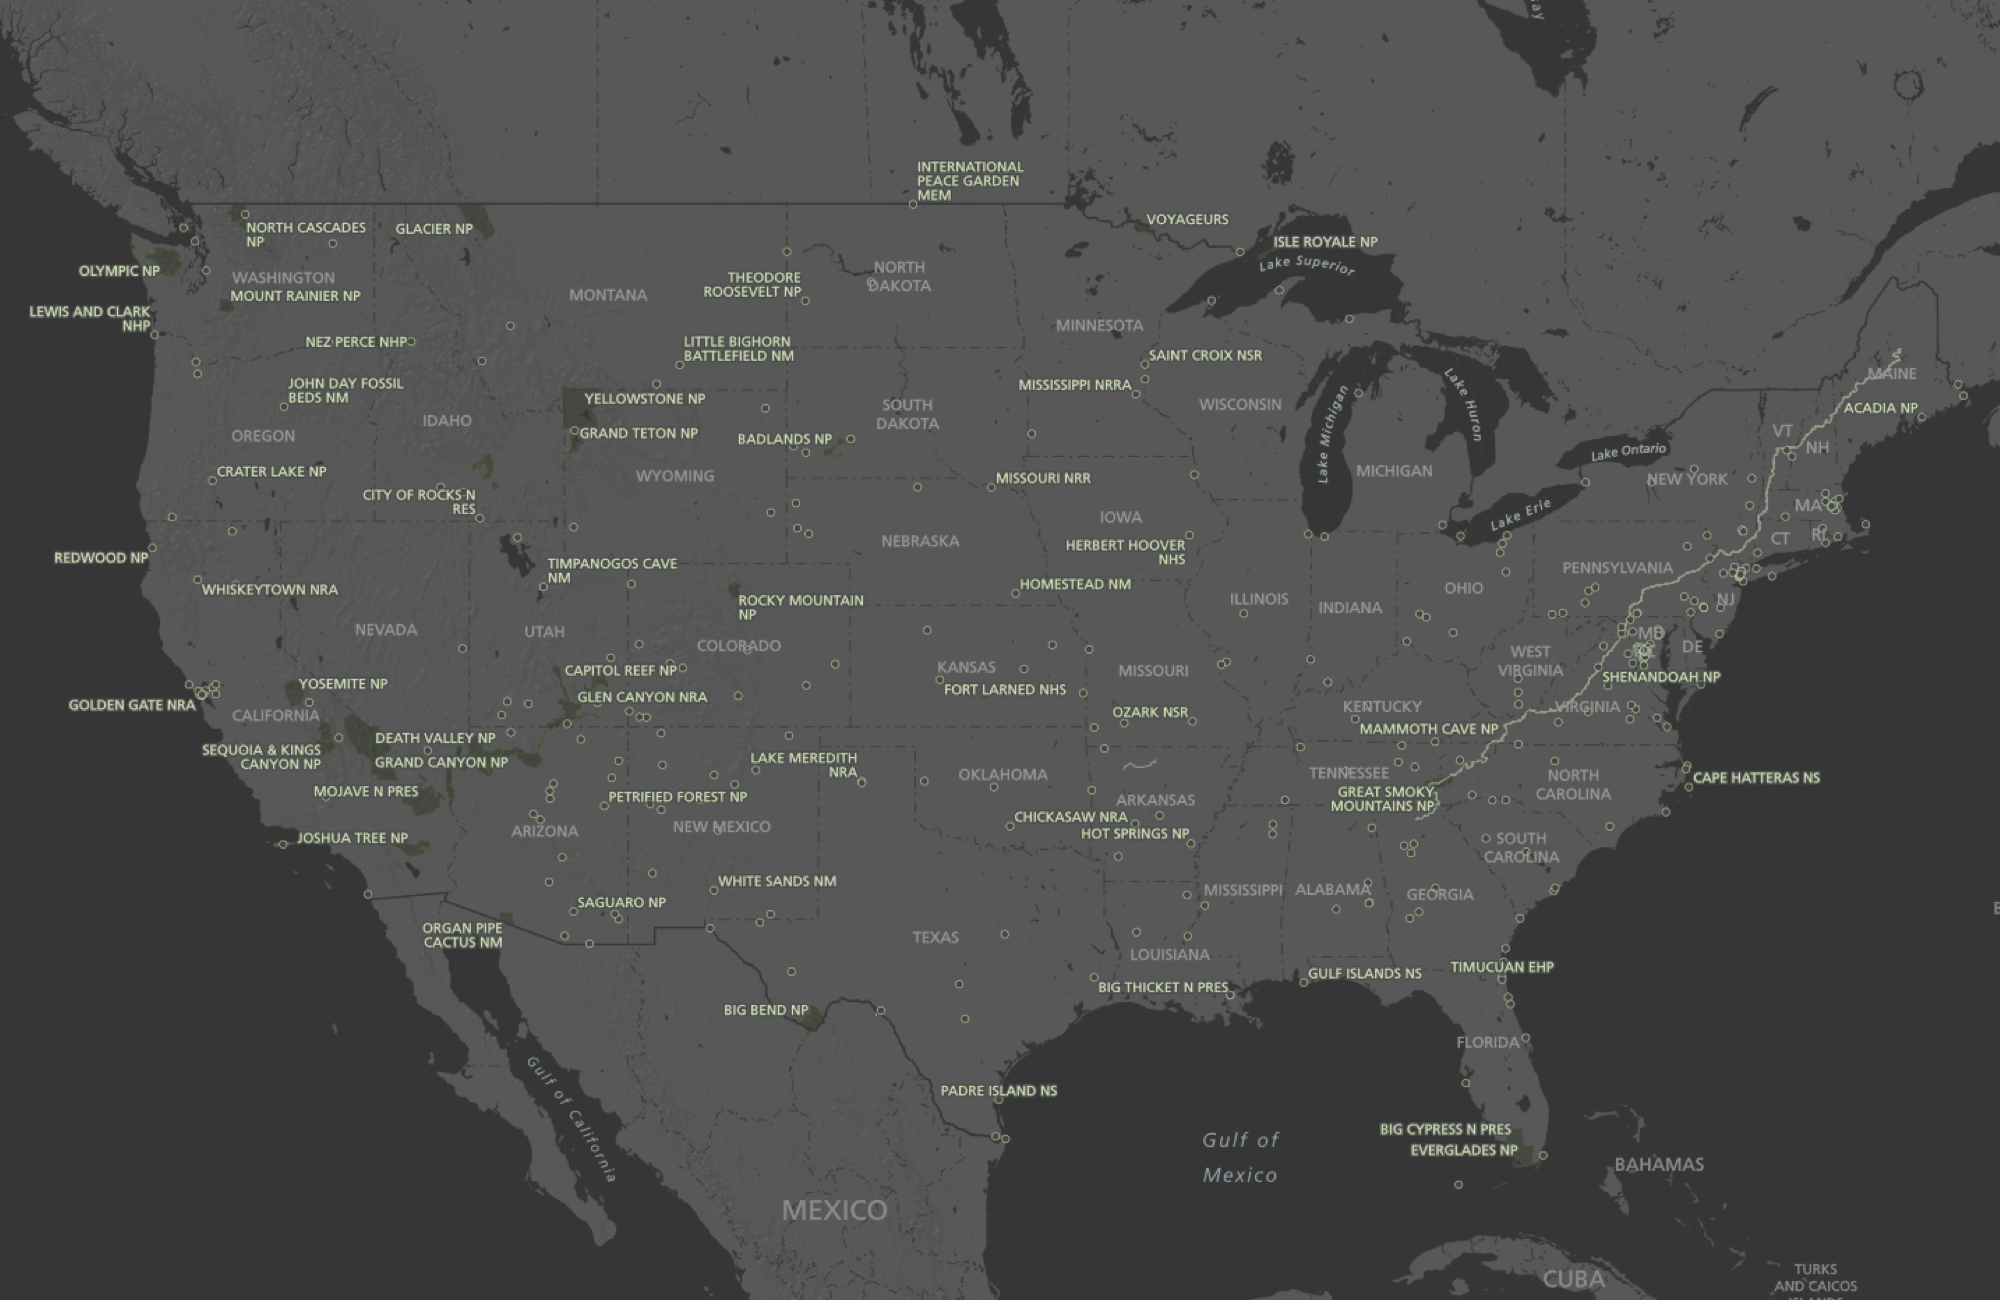 INTERNATIONAL
PEACE GARDEN
MEM
VOYAGEURS
ISLE ROYALE NP
Lake Superior
NORTH CASCADES
NP
GLACIER NP
OLYMPIC NP
WASHINGTON
MOUNT RAINIER NP
MONTANA
THEODORE
ROOSEVELT NP
NORTH
DAKOTA
LEWIS AND CLARK
NHP
NEZ PERCE NHP
LITTLE BIGHORN
BATTLEFIELD NM
MINNESOTA
SAINT CROIX NSR
MISSISSIPPI NRRA
WISCONSIN
Lake Michigan
Lake Huron
MAINE
ACADIA NP
JOHN DAY FOSSIL
BEDS NM
YELLOWSTONE NP
OREGON
IDAHO
GRAND TETON NP
SOUTH
DAKOTA
BADLANDS NP
VT
NH
Lake Ontario
CRATER LAKE NP
WYOMING
MISSOURI NRR
MICHIGAN
NEW YORK
CITY OF ROCKS N
RES
MA
Lake Erie
IOWA
NEBRASKA
HERBERT HOOVER
NHS
CT
RI
REDWOOD NP
TIMPANOGOS CAVE
NM
PENNSYLVANIA
WHISKEYTOWN NRA
HOMESTEAD NM
OHIO
ROCKY MOUNTAIN
NP
ILLINOIS
INDIANA
NJ
NEVADA
UTAH
COLORADO
MD
DE
CAPITOL REEF NP
KANSAS
MISSOURI
WEST
VIRGINIA
SHENANDOAH NP
YOSEMITE NP
GLEN CANYON NRA
FORT LARNED NHS
GOLDEN GATE NRA
CALIFORNIA
OZARK NSR
KENTUCKY
VIRGINIA
MAMMOTH CAVE NP
SEQUOIA & KINGS
CANYON NP
DEATH VALLEY NP
GRAND CANYON NP
LAKE MEREDITH
NRA
OKLAHOMA
TENNESSEE
NORTH
CAROLINA
CAPE HATTERAS NS
MOJAVE N PRES
PETRIFIED FOREST NP
ARKANSAS
GREAT SMOKY
MOUNTAINS NP
CHICKASAW NRA
HOT SPRINGS NP
JOSHUA TREE NP
ARIZONA
NEW MEXICO
SOUTH
CAROLINA
WHITE SANDS NM
MISSISSIPPI
ALABAMA
GEORGIA
SAGUARO NP
ORGAN PIPE
CACTUS NM
TEXAS
LOUISIANA
GULF ISLANDS NS
TIMUCUAN EHP
BIG THICKET N PRES
BIG BEND NP
FLORIDA
Gulf of California
PADRE ISLAND NS
BIG CYPRESS N PRES
EVERGLADES NP
Gulf of
Mexico
BAHAMAS
MEXICO
CUBA
TURKS
AND CAICOS